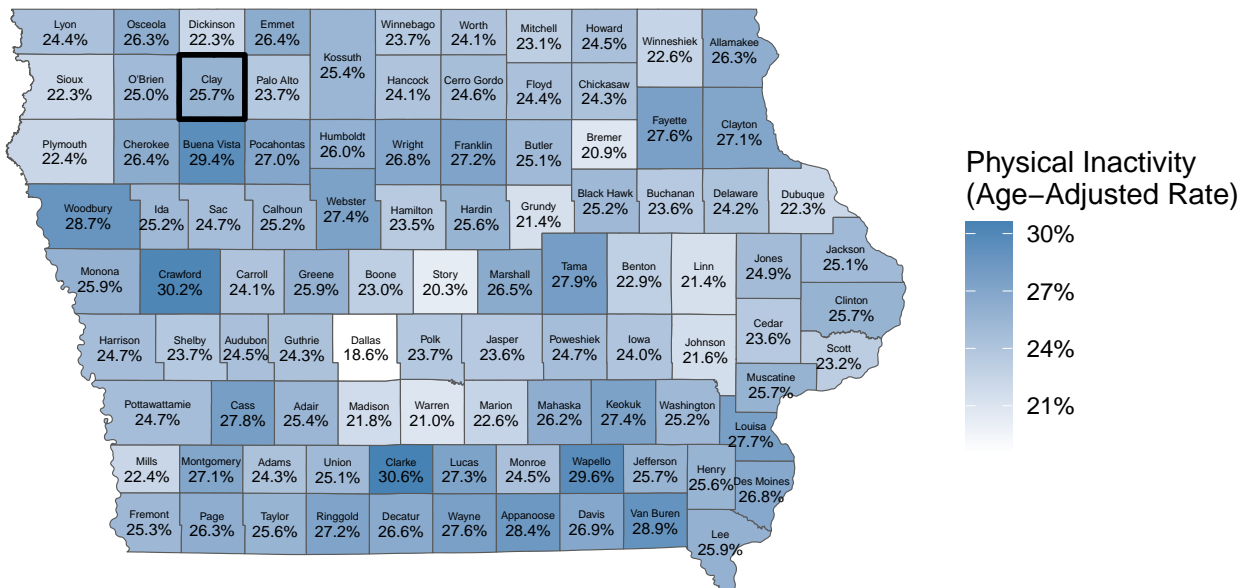 Lyon
24.4%
Osceola
26.3%
Dickinson
22.3%
Emmet
26.4%
Kossuth
25.4%
Winnebago
23.7%
Worth
24.1%
Mitchell
23.1%
Howard
24.5%
Winneshiek
22.6%
Allamakee
26.3%
Sioux
22.3%
O'Brien
25.0%
Clay
25.7%
Palo Alto
23.7%
Hancock
24.1%
Cerro Gordo
24.6%
Floyd
24.4%
Chickasaw
24.3%
Plymouth
22.4%
Cherokee
26.4%
Buena Vista
29.4%
Pocahontas
27.0%
Humboldt
26.0%
Wright
26.8%
Franklin
27.2%
Butler
25.1%
Bremer
20.9%
Fayette
27.6%
Clayton
27.1%
Woodbury
28.7%
Ida
25.2%
Sac
24.7%
Calhoun
25.2%
Webster
27.4%
Hamilton
23.5%
Hardin
25.6%
Grundy
21.4%
Black Hawk
25.2%
Buchanan
23.6%
Delaware
24.2%
Dubuque
22.3%
Monona
25.9%
Crawford
30.2%
Carroll
24.1%
Greene
25.9%
Boone
23.0%
Story
20.3%
Marshall
26.5%
Tama
27.9%
Benton
22.9%
Linn
21.4%
Jones
24.9%
Jackson
25.1%
Clinton
25.7%
Harrison
24.7%
Shelby
23.7%
Audubon
24.5%
Guthrie
24.3%
Dallas
18.6%
Polk
23.7%
Jasper
23.6%
Poweshiek
24.7%
Iowa
24.0%
Johnson
21.6%
Cedar
23.6%
Scott
23.2%
Muscatine
25.7%
Pottawattamie
24.7%
Cass
27.8%
Adair
25.4%
Madison
21.8%
Warren
21.0%
Marion
22.6%
Mahaska
26.2%
Keokuk
27.4%
Washington
25.2%
Louisa
27.7%
Mills
22.4%
Montgomery
27.1%
Adams
24.3%
Union
25.1%
Clarke
30.6%
Lucas
27.3%
Monroe
24.5%
Wapello
29.6%
Jefferson
25.7%
Henry
25.6%
Des Moines
26.8%
Fremont
25.3%
Page
26.3%
Taylor
25.6%
Ringgold
27.2%
Decatur
26.6%
Wayne
27.6%
Appanoose
28.4%
Davis
26.9%
Van Buren
28.9%
Lee
25.9%
Physical Inactivity
(Age−Adjusted Rate)
30%
27%
24%
21%